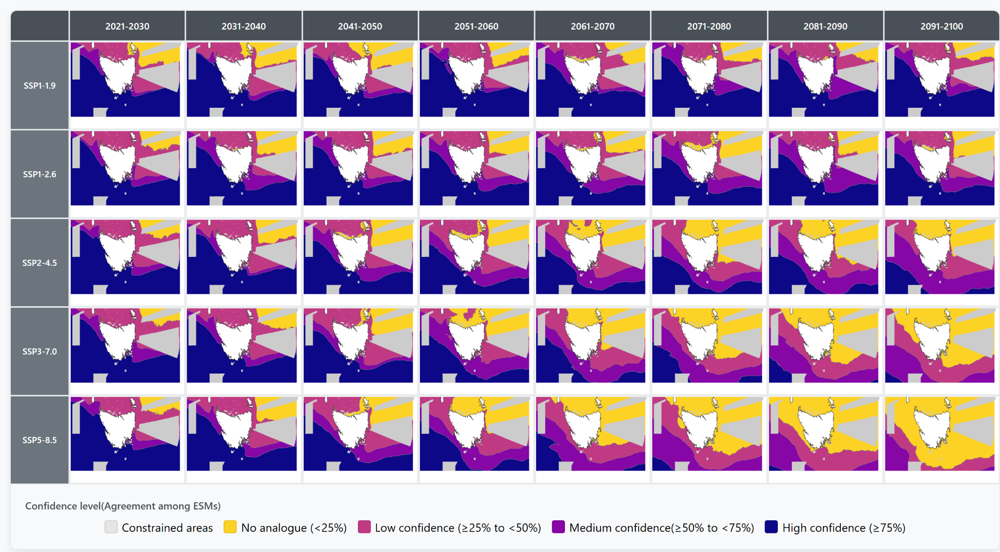 2021-2030 2031-2040 2041-2050 2051-2060 2061-2070 2071-2080 2081-2090 2091-2100
SSP1-1.9
SSP1-2.6
SSP2-4.5
SSP3-7.0
SSP5-8.5
Confidence level(Agreement among ESMs)
Constrained areas No analogue (<25%) Low confidence (≥25% to <50%) Medium confidence(≥50% to <75%) High confidence (≥75%)